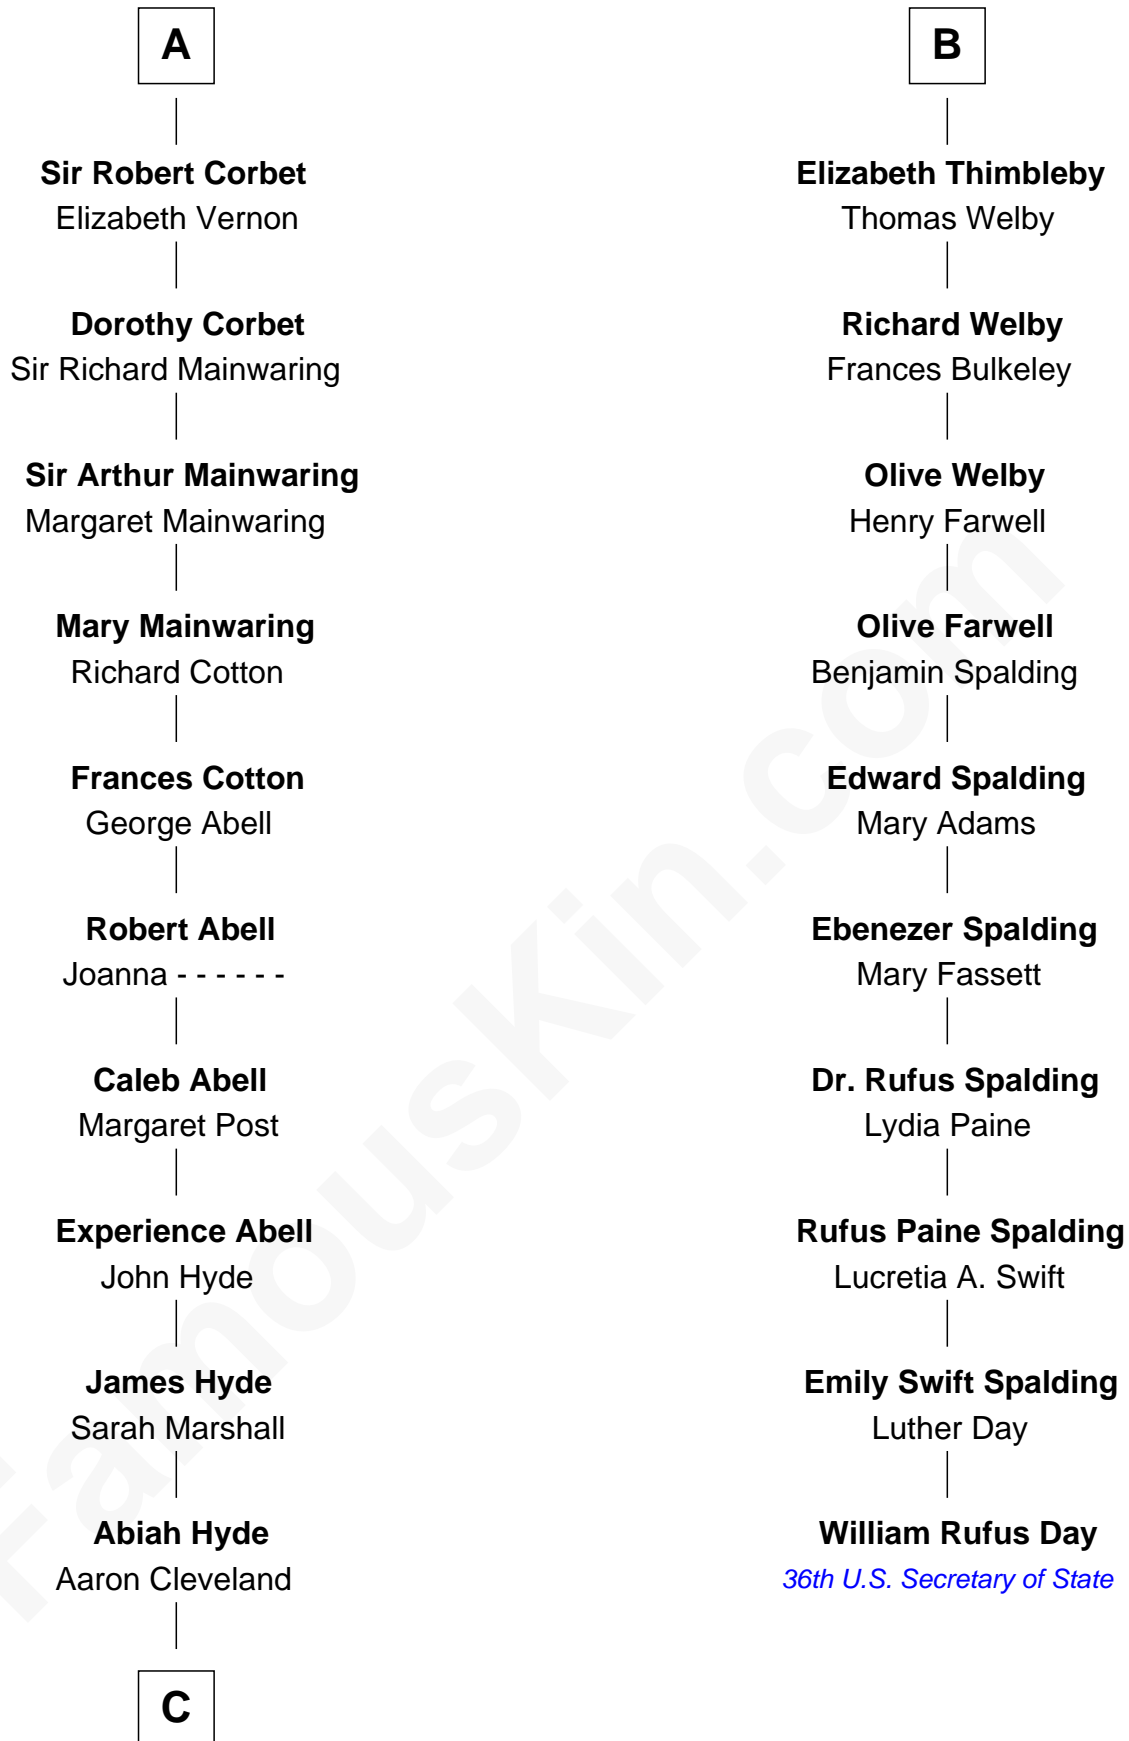 A
Sir Robert Corbet
Elizabeth Vernon
Dorothy Corbet
Sir Richard Mainwaring
Sir Arthur Mainwaring
Margaret Mainwaring
Mary Mainwaring
Richard Cotton
Frances Cotton
George Abell
Robert Abell
Joanna - - - - - -
Caleb Abell
Margaret Post
Experience Abell
John Hyde
James Hyde
Sarah Marshall
Abiah Hyde
Aaron Cleveland
C
B
Elizabeth Thimbleby
Thomas Welby
Richard Welby
Frances Bulkeley
Olive Welby
Henry Farwell
Olive Farwell
Benjamin Spalding
Edward Spalding
Mary Adams
Ebenezer Spalding
Mary Fassett
Dr. Rufus Spalding
Lydia Paine
Rufus Paine Spalding
Lucretia A. Swift
Emily Swift Spalding
Luther Day
William Rufus Day
36th U.S. Secretary of State
FamousKin.com